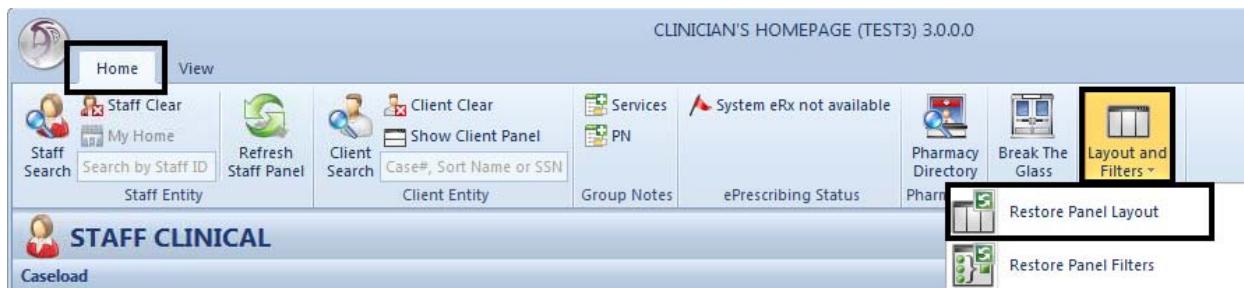 CLINICIAN'S HOMEPAGE (TEST3) 3.0.0.0
Home View
Staff Clear
My Home
Search by Staff ID
Staff
Search
Refresh
Staff Panel
Staff Entity
Client Clear
Show Client Panel
Case#, Sort Name or SSN
Client
Search
Client Entity
Services
PN
Group Notes
System eRx not available
ePrescribing Status
Pharmacy
Directory
Pharm
Break The
Glass
Layout and
Filters
Restore Panel Layout
Restore Panel Filters
STAFF CLINICAL
Caseload